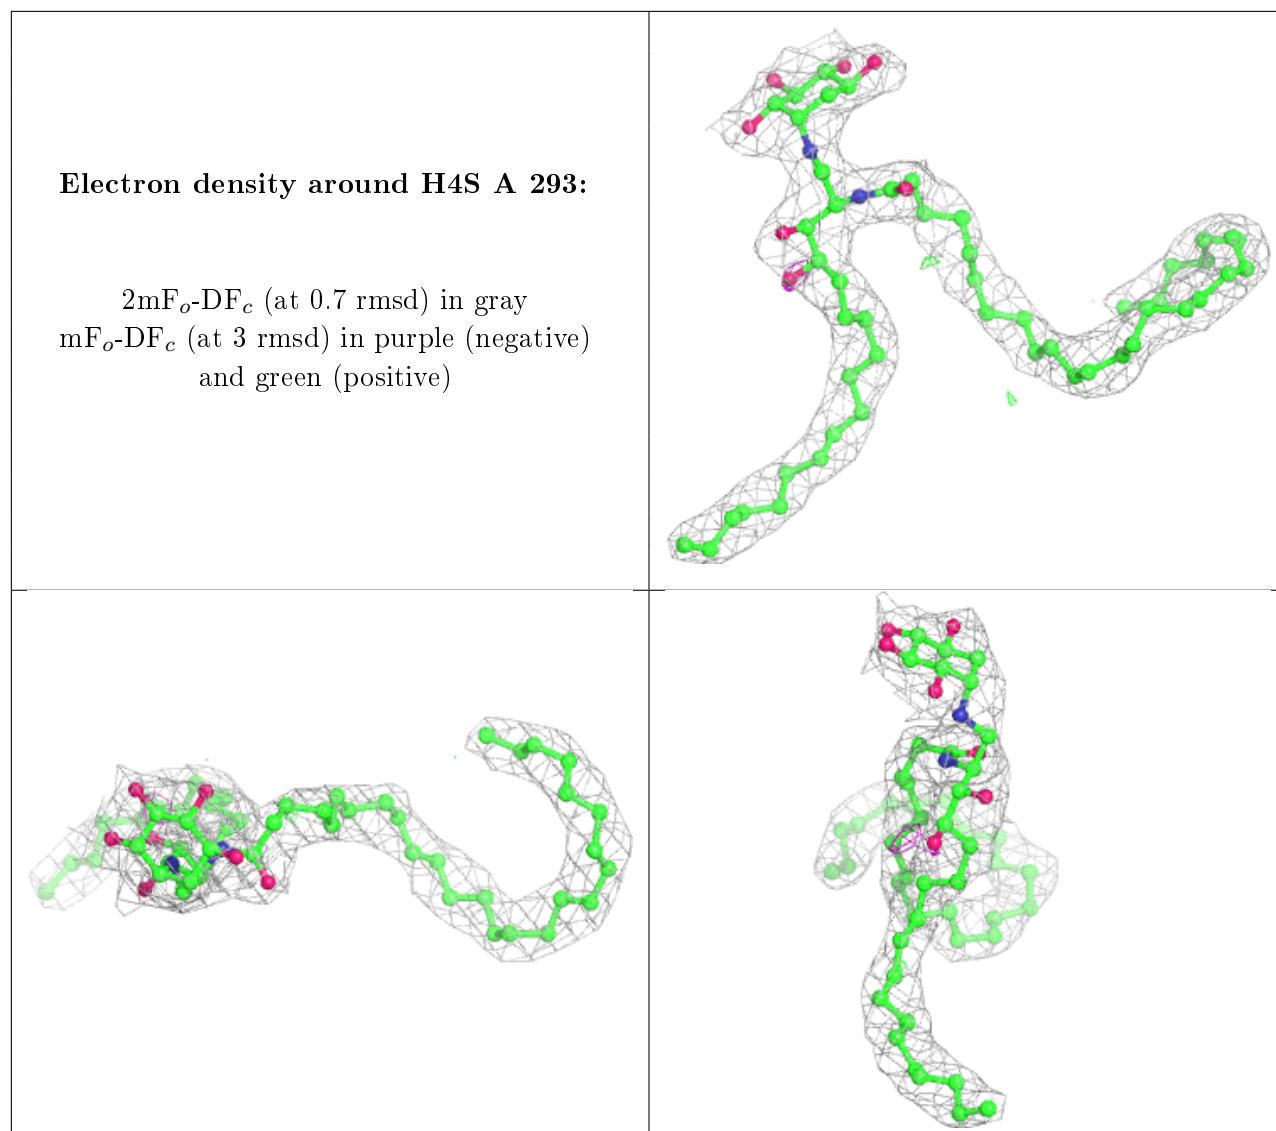 Electron density around H4S A 293:
2mFo-DFc (at 0.7 rmsd) in gray
mFo-DFc (at 3 rmsd) in purple (negative)
and green (positive)